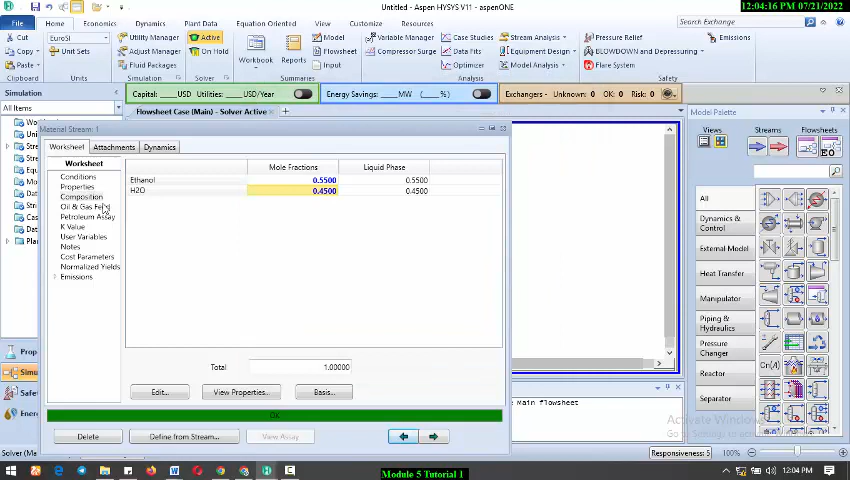 Untitled - Aspen HYSYS V11 - aspenONE
12:04:16 PM 07/21/2022
File Home Economics Dynamics Plant Data Equation Oriented View Customize Resources Search Exchange
Cut EuroSI Utility Manager Active Model Variable Manager Case Studies Stream Analysis Pressure Relief Emissions
Copy Unit Sets Adjust Manager On Hold Workbook Reports Flowsheet Compressor Surge Data Fits Equipment Design BLOWDOWN and Depressuring
Paste Fluid Packages Input Optimizer Model Analysis Flare System
Clipboard Units Simulation Solver Summaries Analysis Safety
Simulation
Capital: USD Utilities: USD/Year Energy Savings: MW ( %) Exchangers - Unknown: 0 OK: 0 Risk: 0
All Items
Flowsheet Case (Main) - Solver Active
Model Palette
Material Stream: 1
Worksheet Attachments Dynamics
Worksheet
Conditions
Properties
Composition
Oil & Gas Feed
Petroleum Assay
K Value
User Variables
Notes
Cost Parameters
Normalized Yields
Emissions
Mole Fractions Liquid Phase
Ethanol 0.5500 0.5500
H2O 0.4500 0.4500
Total 1.00000
Edit... View Properties... Basis...
OK
Delete Define from Stream... View Assay
Views Streams Flowsheets
EO
All
Dynamics & Control
External Model
Heat Transfer
Manipulator
Piping & Hydraulics
Pressure Changer
Reactor
Separator
Main flowsheet
Activate Windows
Responsiveness: 5 100%
12:04 PM
Module 5 Tutorial 1